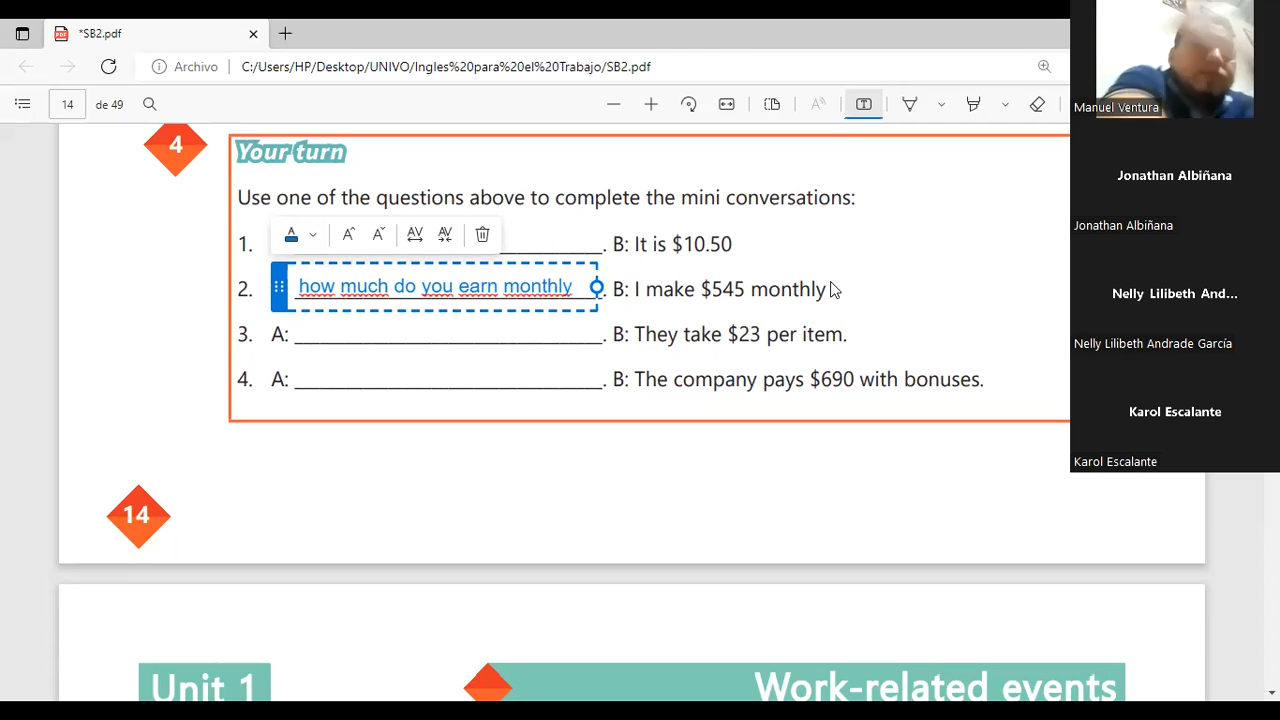 *SB2.pdf
Archivo C:/Users/HP/Desktop/UNIVO/Ingles%20para%20el%20Trabajo/SB2.pdf
14 de 49
4
Your turn
Use one of the questions above to complete the mini conversations:
1. ____________. B: It is $10.50
2. how much do you earn monthly. B: I make $545 monthly
3. A: ______________________________. B: They take $23 per item.
4. A: ______________________________. B: The company pays $690 with bonuses.
14
Unit 1
Work-related events
Manuel Ventura
Jonathan Albiñana
Jonathan Albiñana
Nelly Lilibeth And...
Nelly Lilibeth Andrade García
Karol Escalante
Karol Escalante